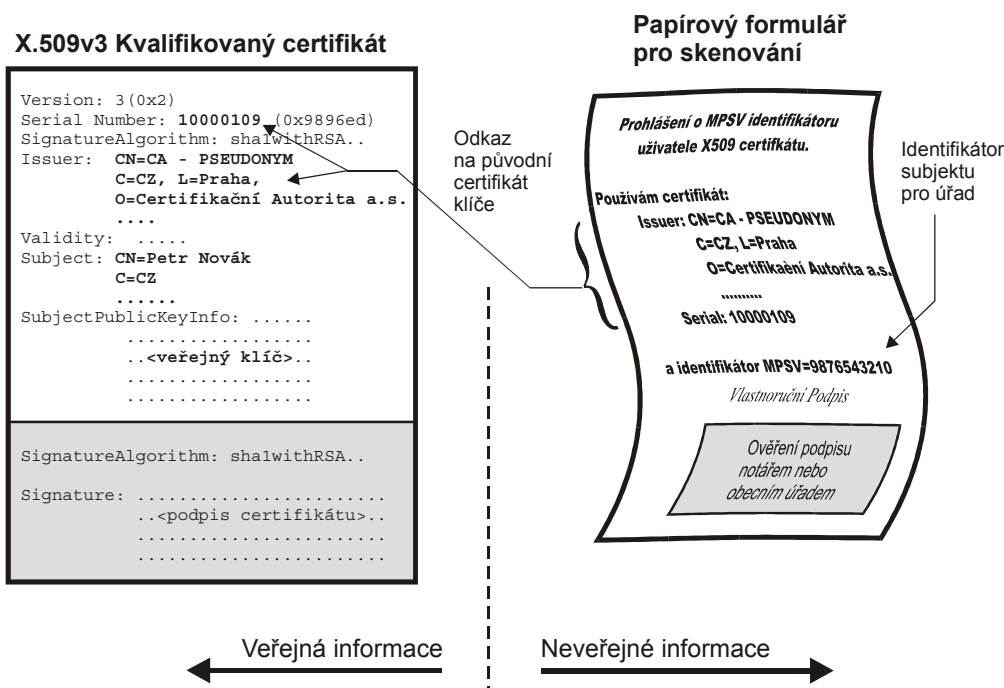 X.509v3 Kvalifikovaný certifikát
Version: 3(0x2)
Serial Number: 10000109 (0x9896ed)
SignatureAlgorithm: sha1withRSA..
Issuer: CN=CA - PSEUDONYM
C=CZ, L=Praha,
O=Certifikační Autorita a.s.
....
Validity: .....
Subject: CN=Petr Novák
C=CZ
......
SubjectPublicKeyInfo: ......
..................
..<veřejný klíč>..
..................
..................
SignatureAlgorithm: sha1withRSA..
Signature: ........................
..<podpis certifikátu>..
........................
........................
Odkaz
na původní
certifikát
klíče
Papírový formulář
pro skenování
Prohlášení o MPSV identifikátoru
uživatele X509 certifkátu.
Používám certifikát:
Issuer: CN=CA - PSEUDONYM
C=CZ, L=Praha
O=Certifikaèní Autorita a.s.
..........
Serial: 10000109
a identifikátor MPSV=9876543210
Vlastnoruční Podpis
Ověření podpisu
notářem nebo
obecním úřadem
Identifikátor
subjektu
pro úřad
Veřejná informace
Neveřejné informace